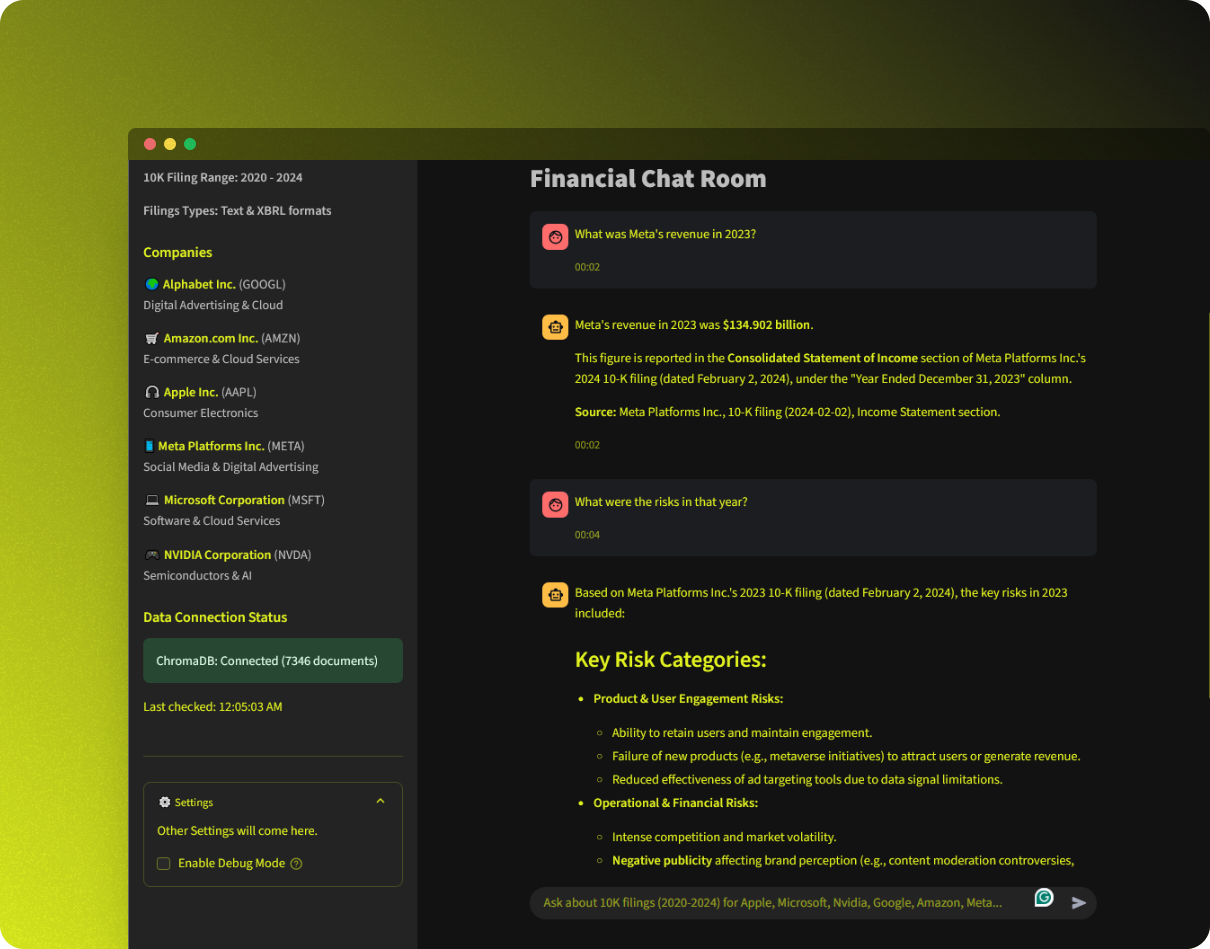 10K Filing Range: 2020 - 2024
Filings Types: Text & XBRL formats
Companies
Alphabet Inc. (GOOGL)
Digital Advertising & Cloud
Amazon.com Inc. (AMZN)
E-commerce & Cloud Services
Apple Inc. (AAPL)
Consumer Electronics
Meta Platforms Inc. (META)
Social Media & Digital Advertising
Microsoft Corporation (MSFT)
Software & Cloud Services
NVIDIA Corporation (NVDA)
Semiconductors & AI
Data Connection Status
ChromaDB: Connected (7346 documents)
Last checked: 12:05:03 AM
Settings
Other Settings will come here.
Enable Debug Mode
Financial Chat Room
What was Meta's revenue in 2023?
00:02
Meta's revenue in 2023 was $134.902 billion.
This figure is reported in the Consolidated Statement of Income section of Meta Platforms Inc.'s
2024 10-K filing (dated February 2, 2024), under the "Year Ended December 31, 2023" column.
Source: Meta Platforms Inc., 10-K filing (2024-02-02), Income Statement section.
00:02
What were the risks in that year?
00:04
Based on Meta Platforms Inc.'s 2023 10-K filing (dated February 2, 2024), the key risks in 2023
included:
Key Risk Categories:
• Product & User Engagement Risks:
○ Ability to retain users and maintain engagement.
○ Failure of new products (e.g., metaverse initiatives) to attract users or generate revenue.
○ Reduced effectiveness of ad targeting tools due to data signal limitations.
• Operational & Financial Risks:
○ Intense competition and market volatility.
○ Negative publicity affecting brand perception (e.g., content moderation controversies,
Ask about 10K filings (2020-2024) for Apple, Microsoft, Nvidia, Google, Amazon, Meta...